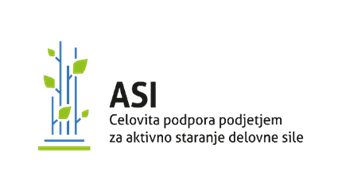 ASI
Celovita podpora podjetjem
za aktivno staranje delovne sile